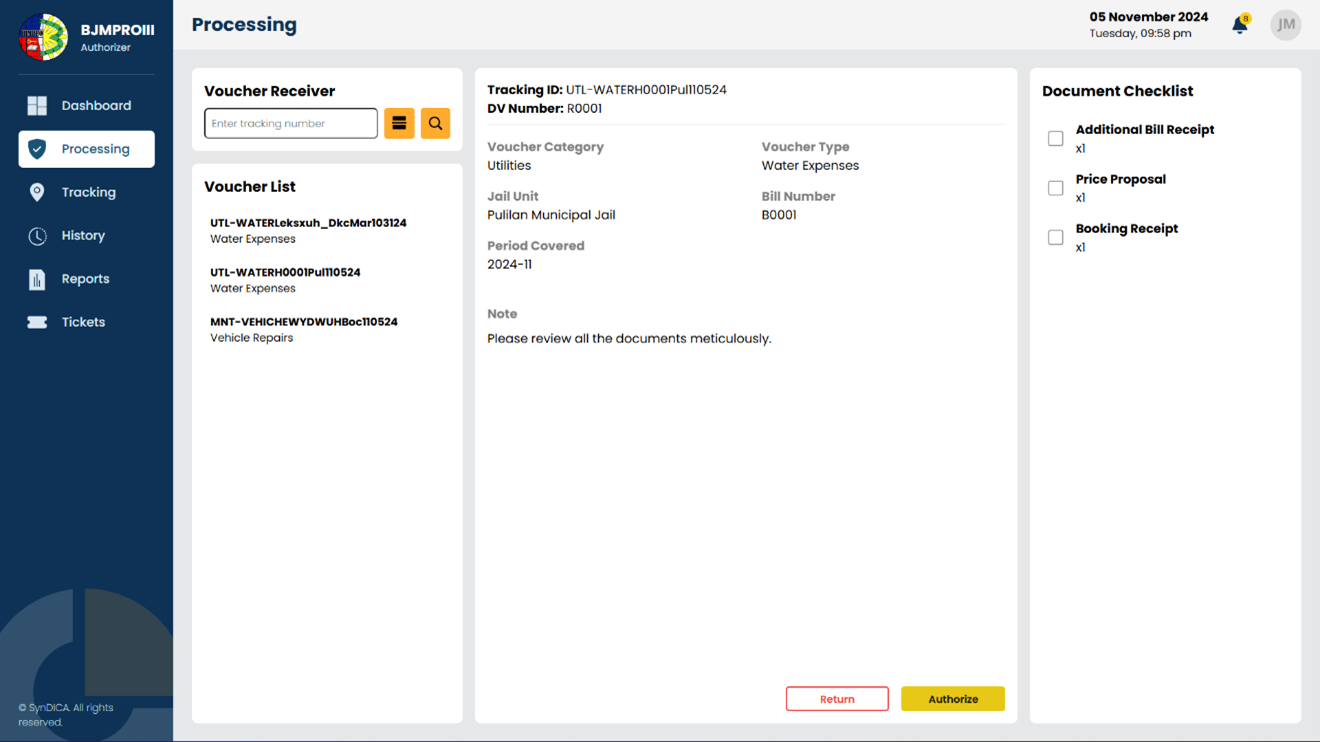 BJMPROIII
Authorizer
Dashboard
Processing
Tracking
History
Reports
Tickets
© SynDICA. All rights
reserved.
Processing
05 November 2024
Tuesday, 09:58 pm
8
JM
Voucher Receiver
Enter tracking number
Voucher List
UTL-WATERLeksxuh_DkcMar103124
Water Expenses
UTL-WATERH0001Pul110524
Water Expenses
MNT-VEHICHEWYDWUHBoc110524
Vehicle Repairs
Tracking ID: UTL-WATERH0001Pul110524
DV Number: R0001
Voucher Category
Utilities
Voucher Type
Water Expenses
Jail Unit
Pulilan Municipal Jail
Bill Number
B0001
Period Covered
2024-11
Note
Please review all the documents meticulously.
Return
Authorize
Document Checklist
Additional Bill Receipt
x1
Price Proposal
x1
Booking Receipt
x1